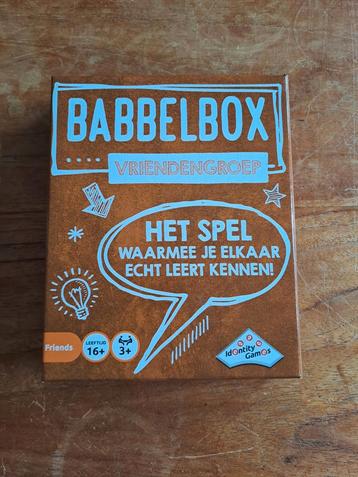 BABBELBOX
VRIENDENGROEP
HET SPEL
WAARMEE JE ELKAAR
ECHT LEERT KENNEN!
Friends
LEEFTIJD
16+
3+
Identity
Games